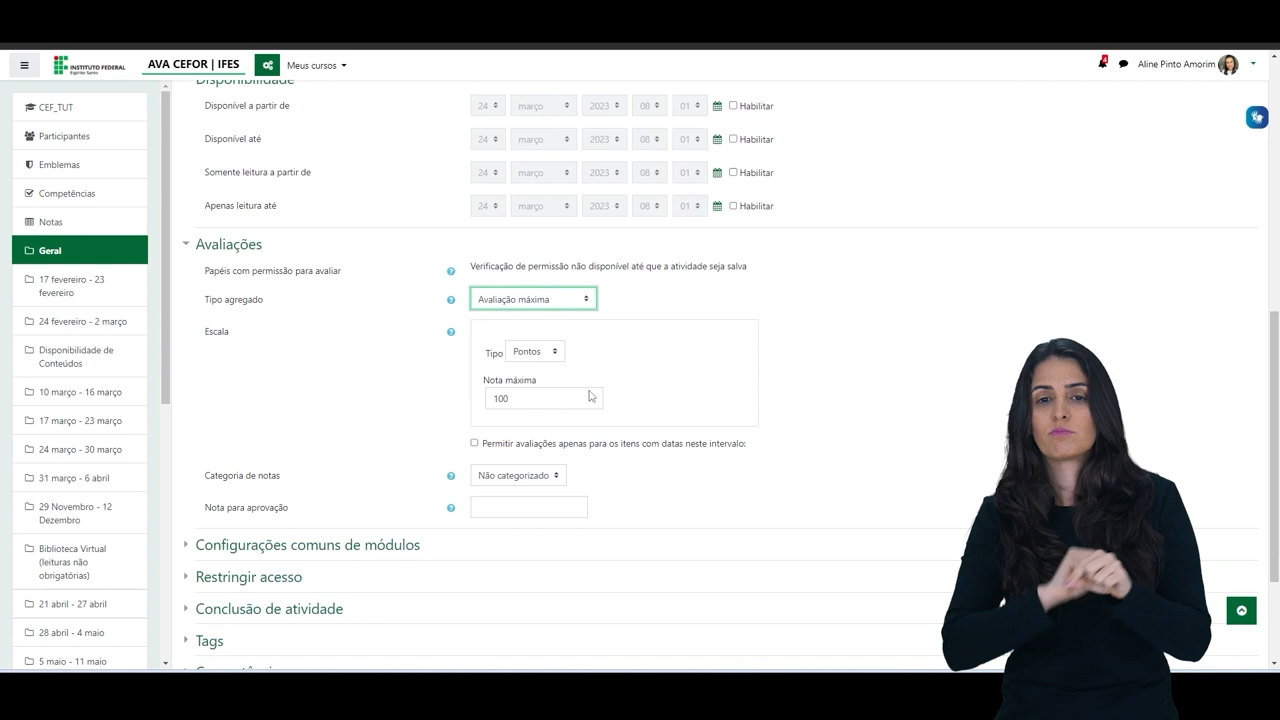 INSTITUTO FEDERAL
Espírito Santo
AVA CEFOR | IFES
Meus cursos
Aline Pinto Amorim
CEF_TUT
Participantes
Emblemas
Competências
Notas
Geral
17 fevereiro - 23
fevereiro
24 fevereiro - 2 março
Disponibilidade de
Conteúdos
10 março - 16 março
17 março - 23 março
24 março - 30 março
31 março - 6 abril
29 Novembro - 12
Dezembro
Biblioteca Virtual
(leituras não
obrigatórias)
21 abril - 27 abril
28 abril - 4 maio
5 maio - 11 maio
Disponibilidade
Disponível a partir de 24 março 2023 08 01 Habilitar
Disponível até 24 março 2023 08 01 Habilitar
Somente leitura a partir de 24 março 2023 08 01 Habilitar
Apenas leitura até 24 março 2023 08 01 Habilitar
Avaliações
Papéis com permissão para avaliar ? Verificação de permissão não disponível até que a atividade seja salva
Tipo agregado ? Avaliação máxima
Escala ?
Tipo Pontos
Nota máxima
100
Permitir avaliações apenas para os itens com datas neste intervalo:
Categoria de notas ? Não categorizado
Nota para aprovação ?
Configurações comuns de módulos
Restringir acesso
Conclusão de atividade
Tags